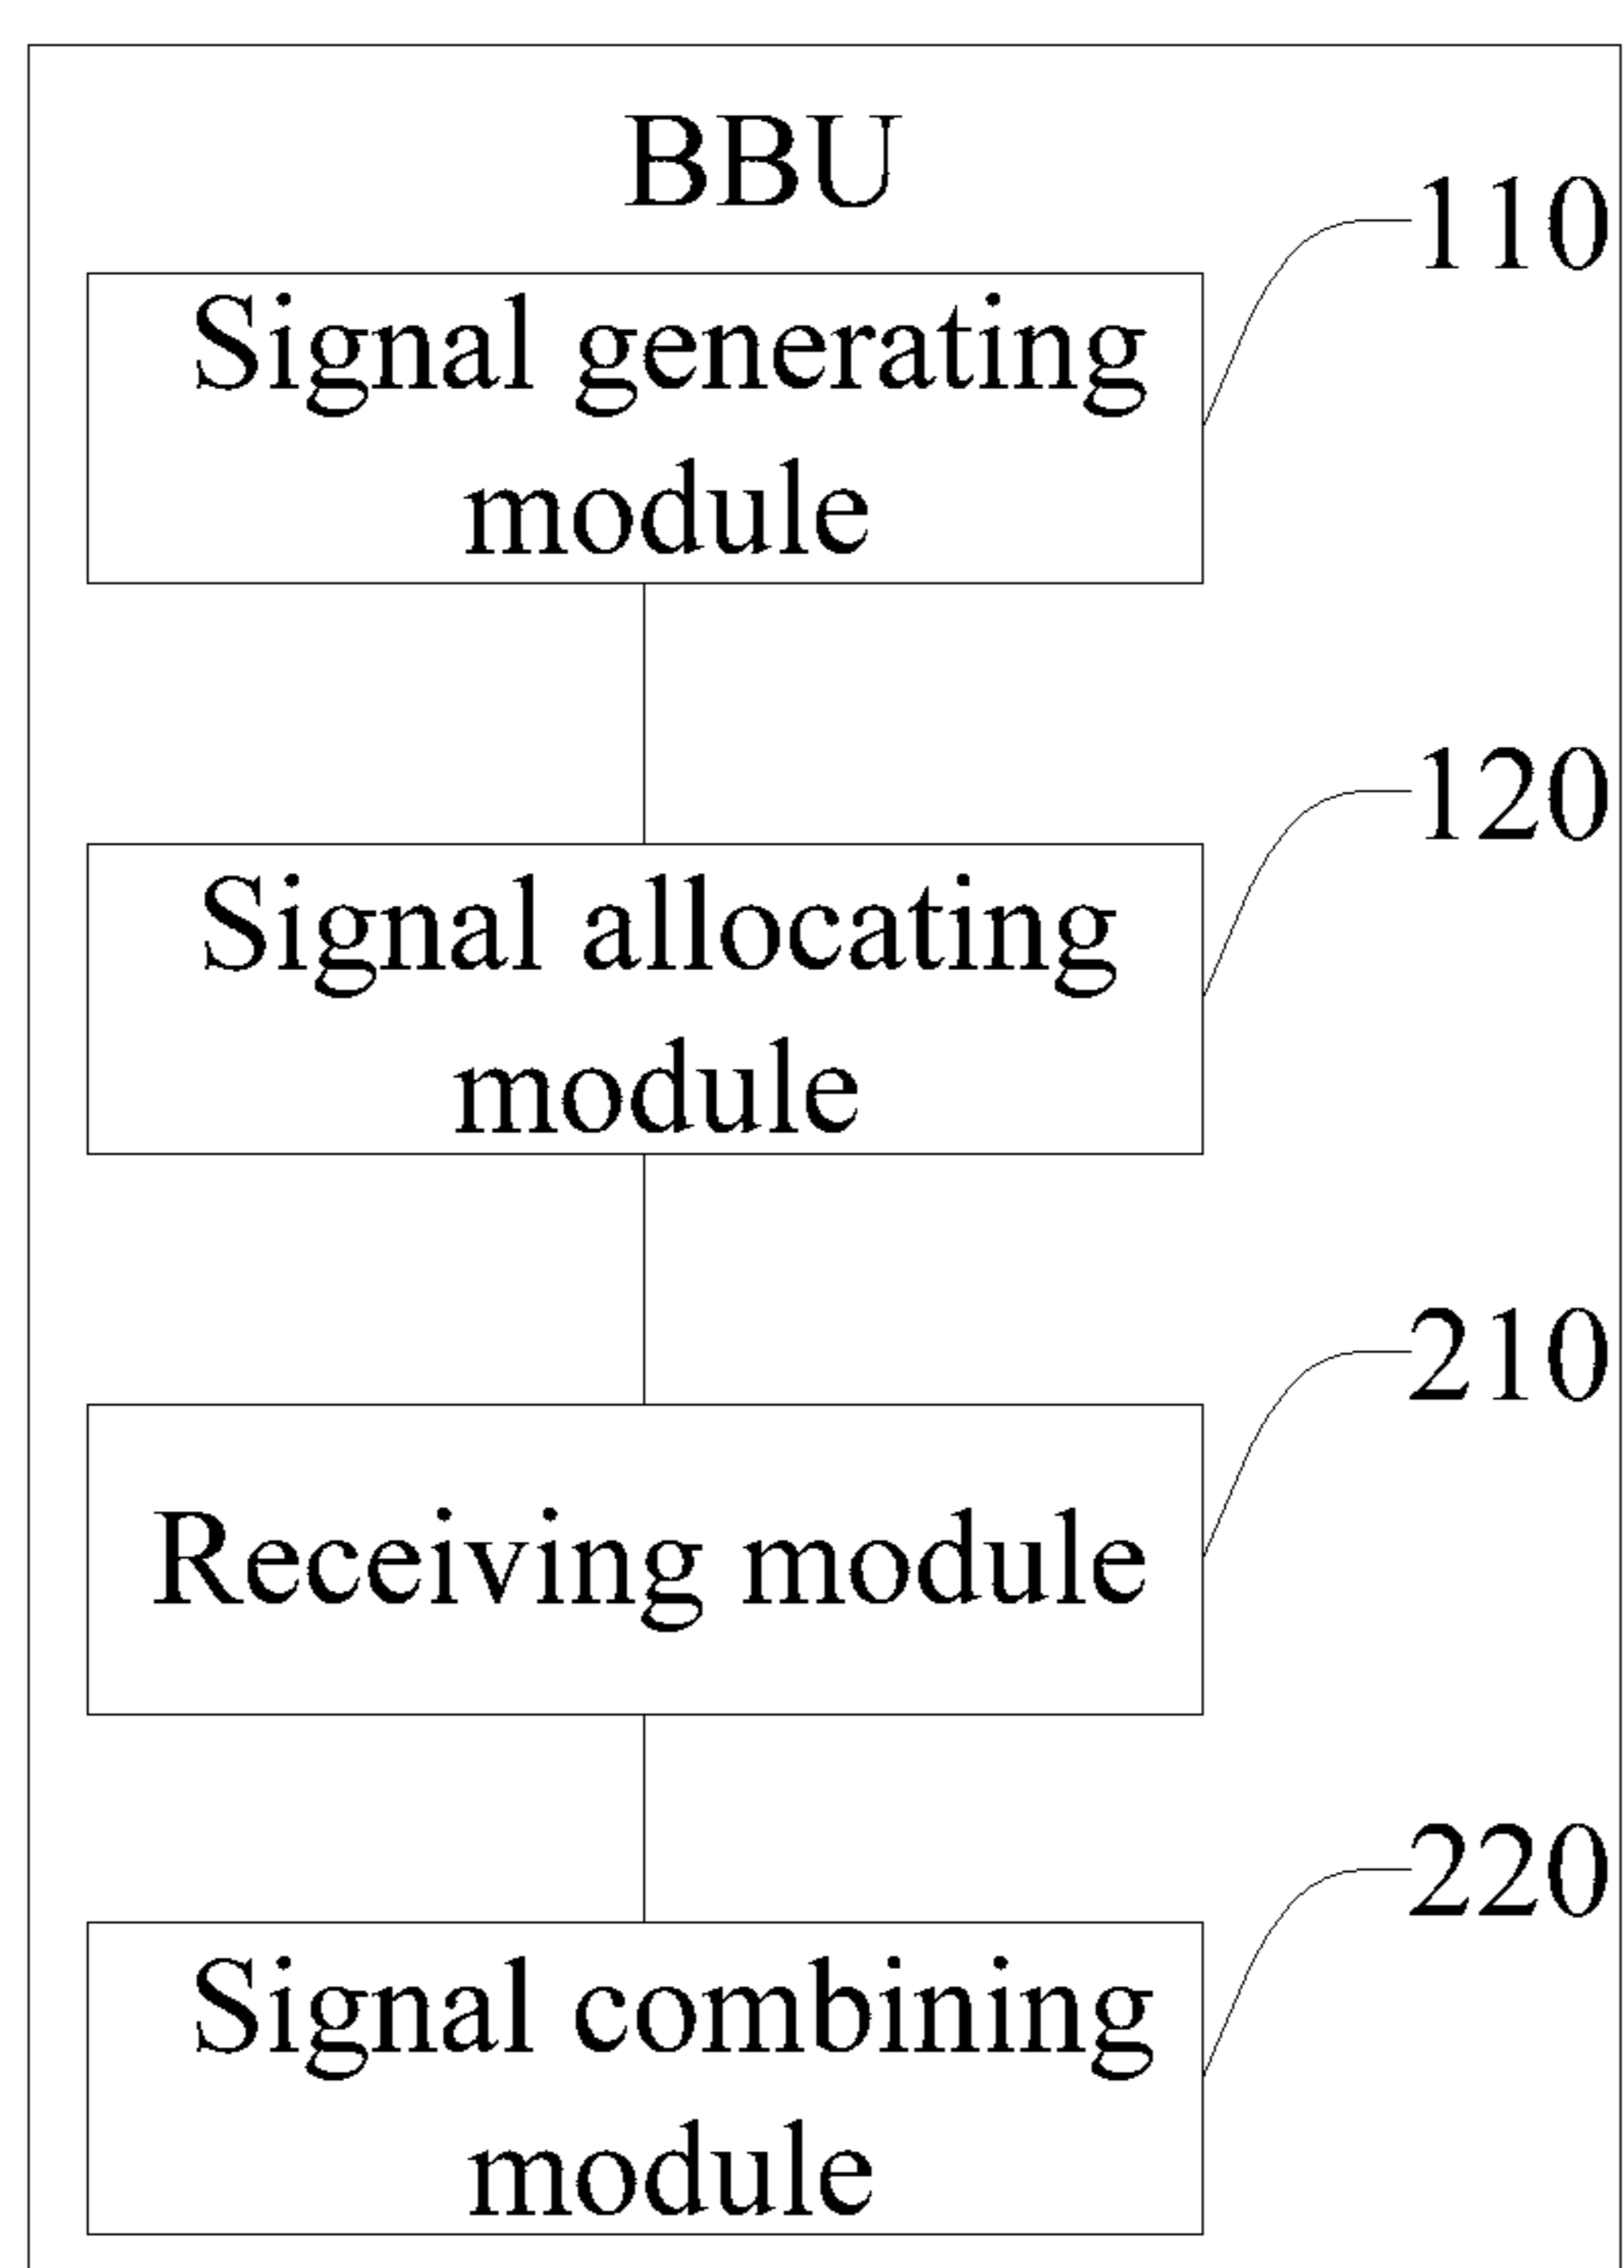 BBU
110
Signal generating
module
120
Signal allocating
module
210
Receiving module
220
Signal combining
module